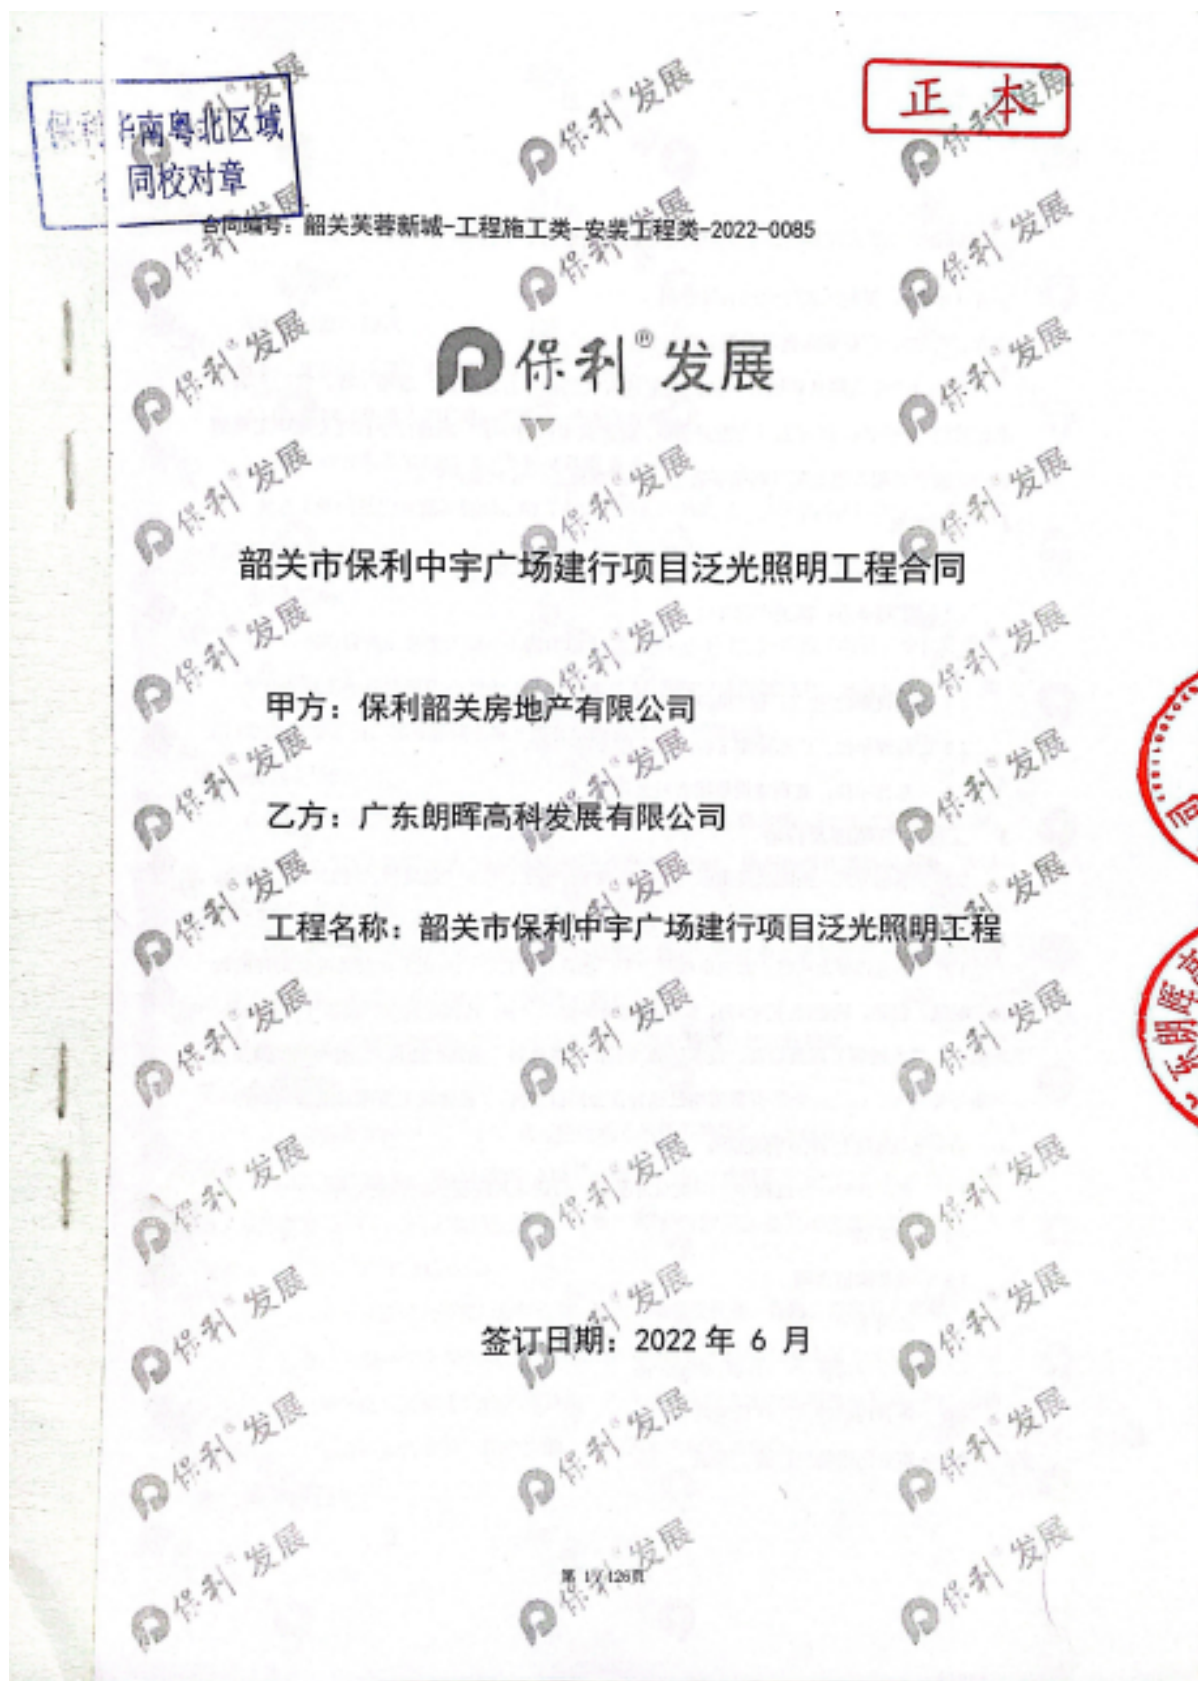 正 本
保利华南粤北区域
同校对章
合同编号：韶关芙蓉新城-工程施工类-安装工程类-2022-0085
保利®发展
韶关市保利中宇广场建行项目泛光照明工程合同
甲方：保利韶关房地产有限公司
乙方：广东朗晖高科发展有限公司
工程名称：韶关市保利中宇广场建行项目泛光照明工程
签订日期：2022 年 6 月
第 1 / 126页